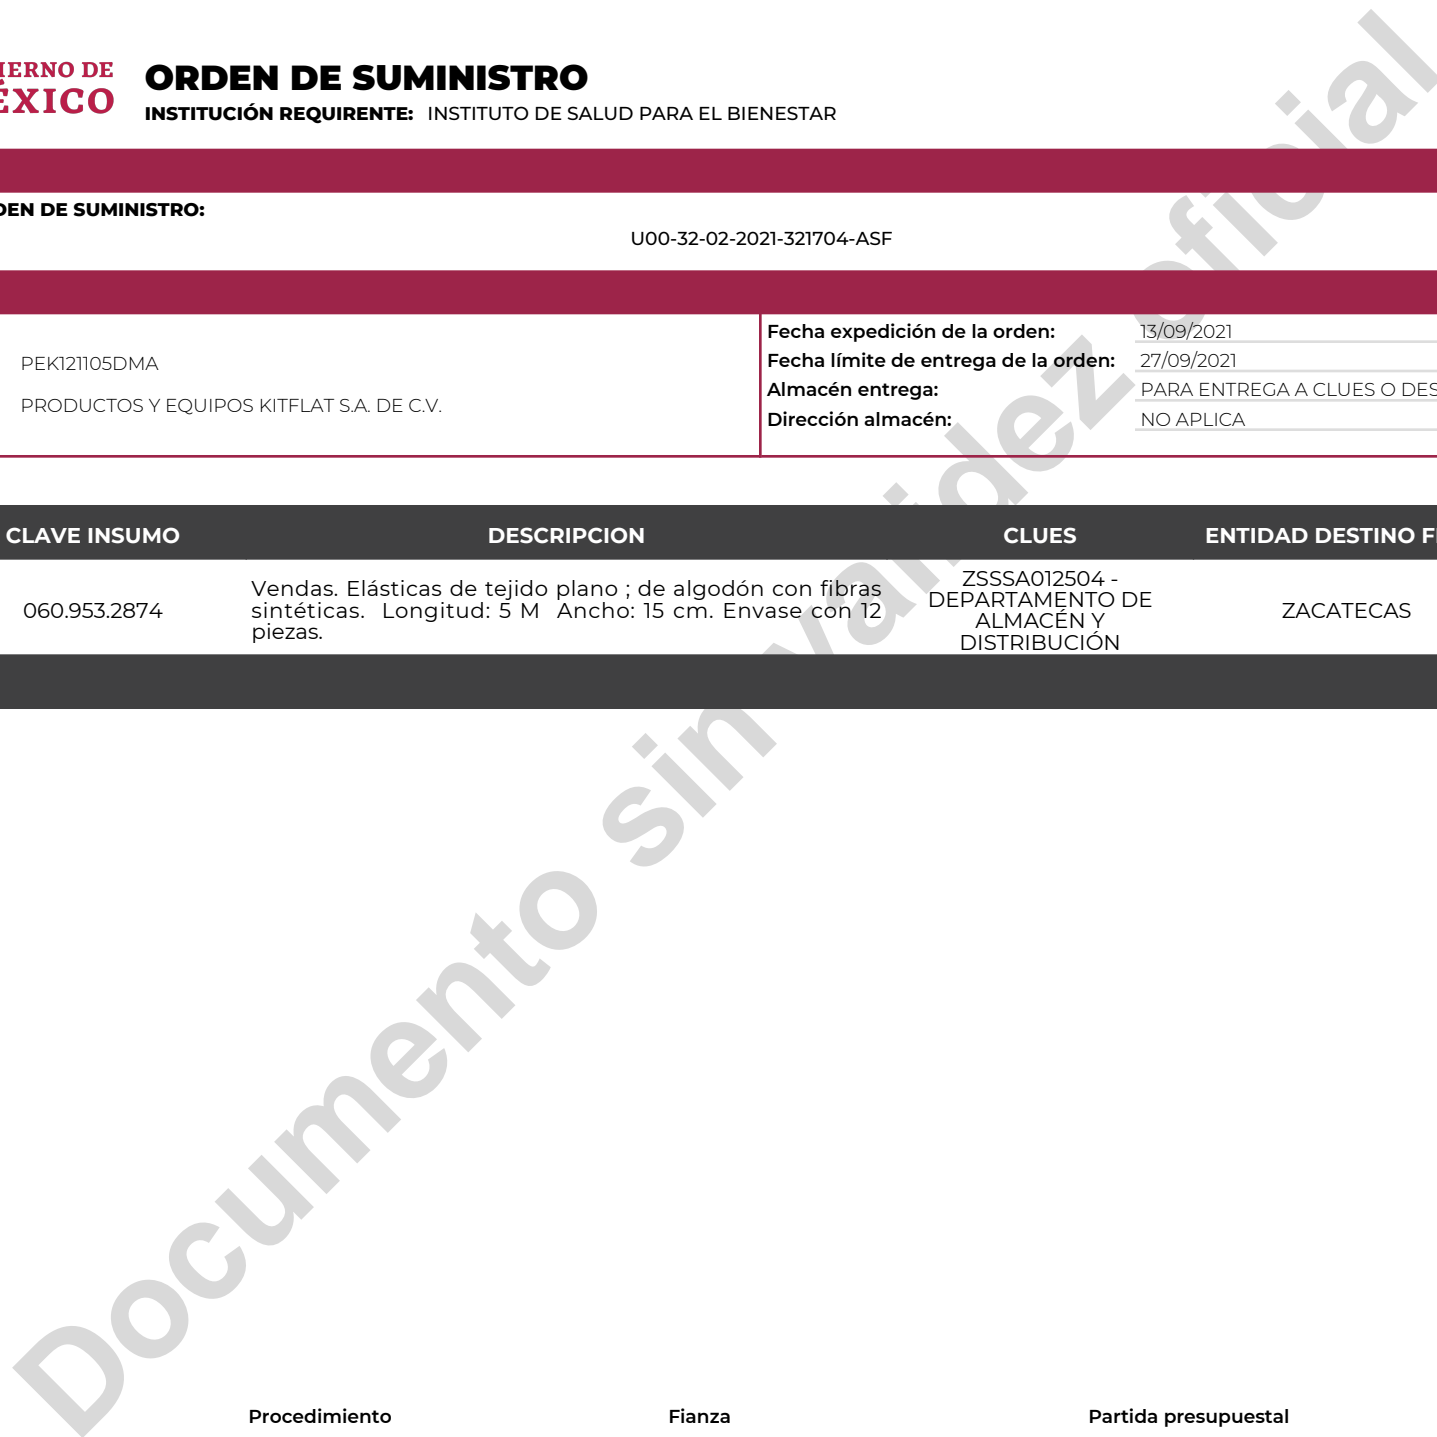 IERNO DE
ÉXICO
ORDEN DE SUMINISTRO
INSTITUCIÓN REQUIRENTE: INSTITUTO DE SALUD PARA EL BIENESTAR
DEN DE SUMINISTRO:
U00-32-02-2021-321704-ASF
PEK121105DMA
PRODUCTOS Y EQUIPOS KITFLAT S.A. DE C.V.
Fecha expedición de la orden: 13/09/2021
Fecha límite de entrega de la orden: 27/09/2021
Almacén entrega: PARA ENTREGA A CLUES O DES
Dirección almacén: NO APLICA
CLAVE INSUMO DESCRIPCION CLUES ENTIDAD DESTINO F
060.953.2874
Vendas. Elásticas de tejido plano ; de algodón con fibras
sintéticas. Longitud: 5 M Ancho: 15 cm. Envase con 12
piezas.
ZSSSA012504 -
DEPARTAMENTO DE
ALMACÉN Y
DISTRIBUCIÓN
ZACATECAS
Documento sin validez oficial
Procedimiento Fianza Partida presupuestal